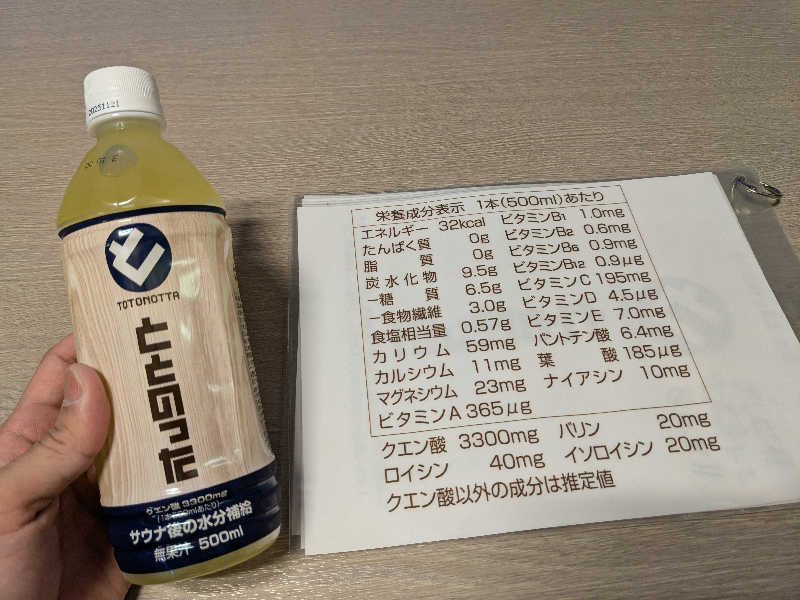 20251121
と
TOTONOTTA
ととのった
クエン酸 3300mg
(1本500mlあたり)
サウナ後の水分補給
無果汁 500ml
栄養成分表示 1本(500ml)あたり
エネルギー 32kcal ビタミンB1 1.0mg
たんぱく質 0g ビタミンB2 0.6mg
脂質 0g ビタミンB6 0.9mg
炭水化物 9.5g ビタミンB12 0.9μg
-糖質 6.5g ビタミンC 195mg
-食物繊維 3.0g ビタミンD 4.5μg
食塩相当量 0.57g ビタミンE 7.0mg
カリウム 59mg パントテン酸 6.4mg
カルシウム 11mg 葉酸 185μg
マグネシウム 23mg ナイアシン 10mg
ビタミンA 365μg
クエン酸 3300mg バリン 20mg
ロイシン 40mg イソロイシン 20mg
クエン酸以外の成分は推定値